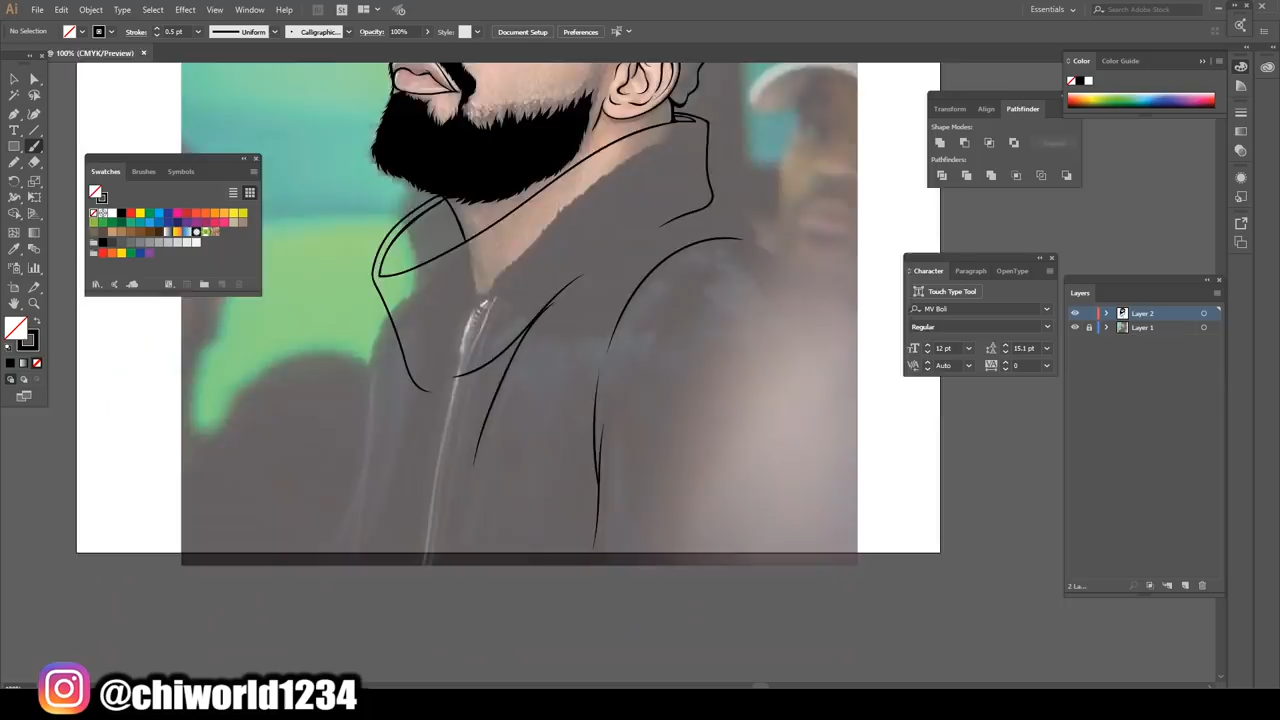 Ai File Edit Object Type Select Effect View Window Help Br St Essentials Search Adobe Stock
No Selection Stroke: 0.5 pt Uniform Calligraphic... Opacity: 100% Style: Document Setup Preferences
@ 100% (CMYK/Preview)
Color Color Guide
Transform Align Pathfinder
Shape Modes:
Expand
Pathfinders:
Swatches Brushes Symbols
Character Paragraph OpenType
Touch Type Tool
MV Boli
Regular
12 pt 15.1 pt
Auto 0
Layers
Layer 2
Layer 1
2 La...
@chiworld1234